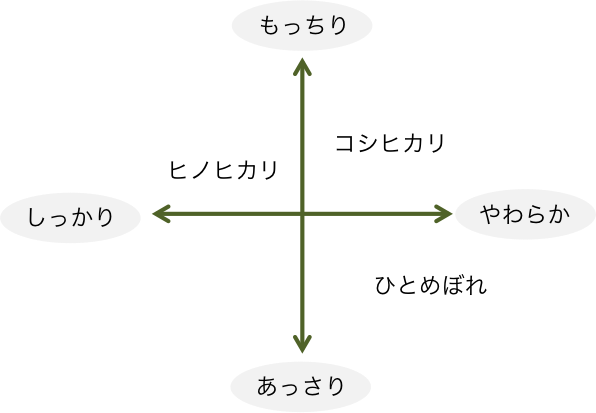 もっちり
コシヒカリ
ヒノヒカリ
しっかり
やわらか
ひとめぼれ
あっさり